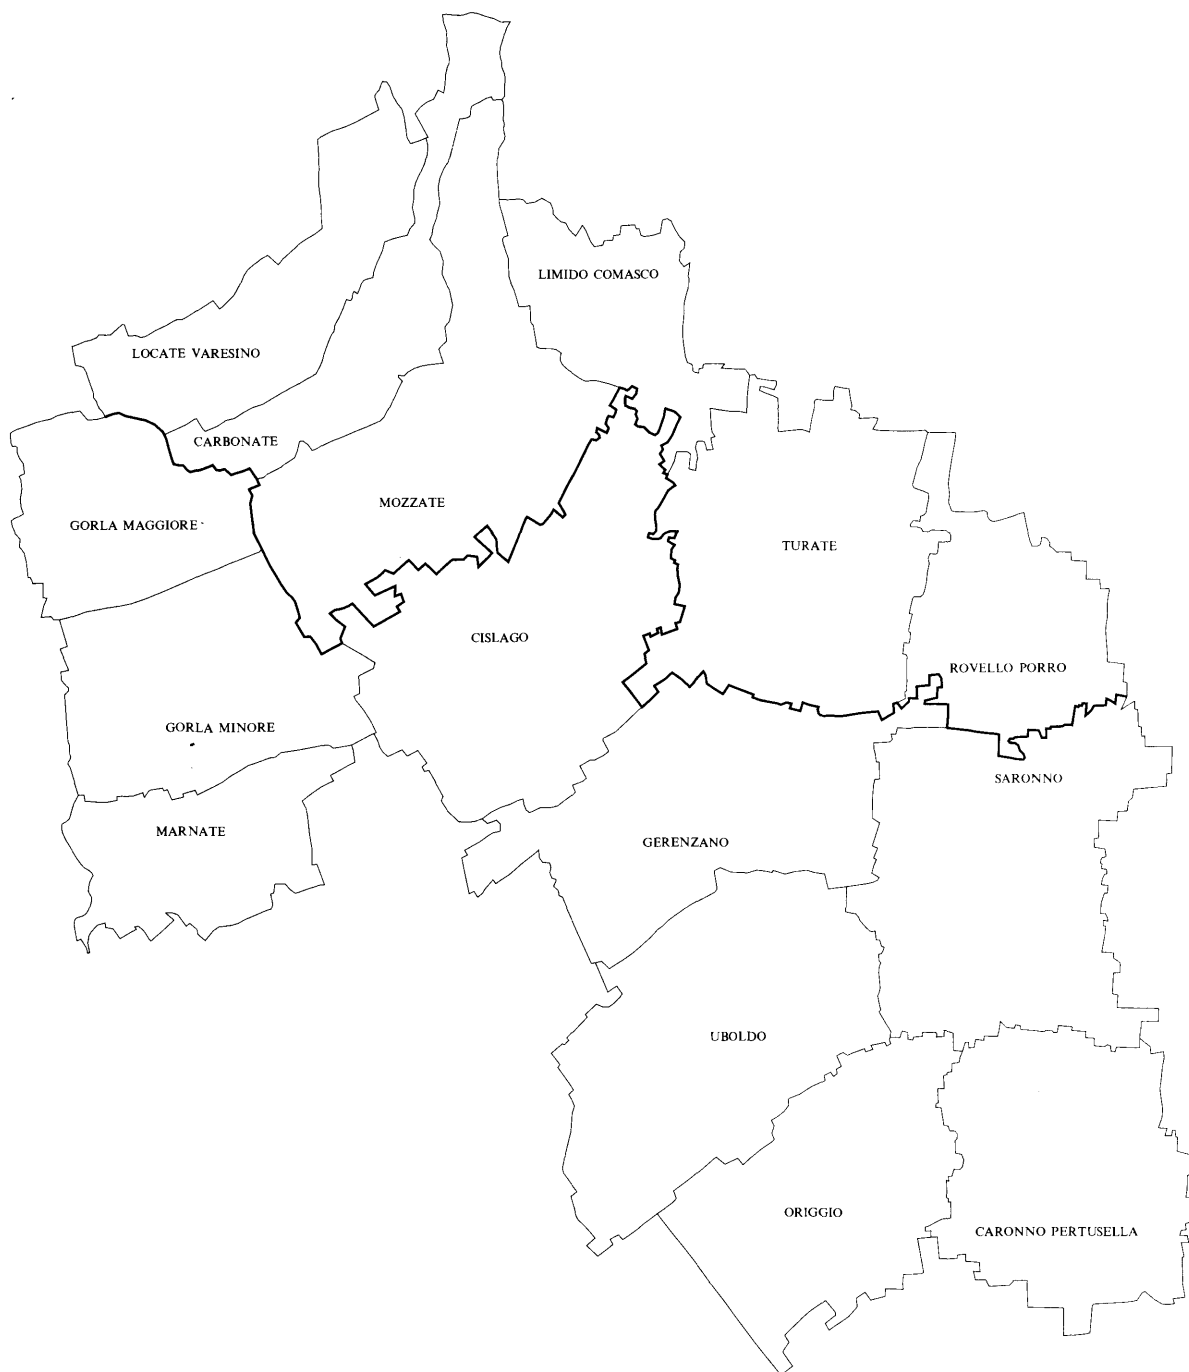 LIMIDO COMASCO
LOCATE VARESINO
CARBONATE
MOZZATE
GORLA MAGGIORE
TURATE
CISLAGO
ROVELLO PORRO
GORLA MINORE
SARONNO
MARNATE
GERENZANO
UBOLDO
ORIGGIO
CARONNO PERTUSELLA